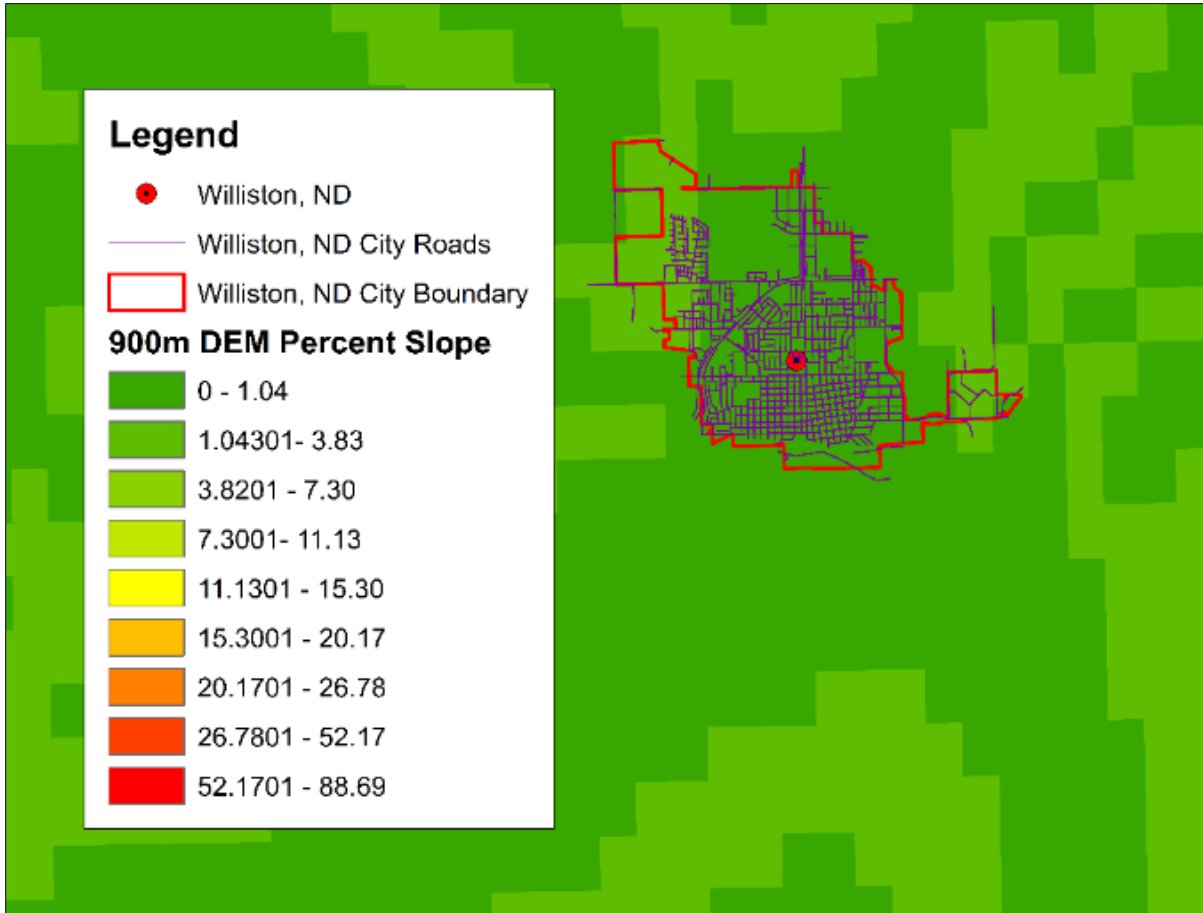 Legend
Williston, ND
Williston, ND City Roads
Williston, ND City Boundary
900m DEM Percent Slope
0 - 1.04
1.04301- 3.83
3.8201 - 7.30
7.3001- 11.13
11.1301 - 15.30
15.3001 - 20.17
20.1701 - 26.78
26.7801 - 52.17
52.1701 - 88.69